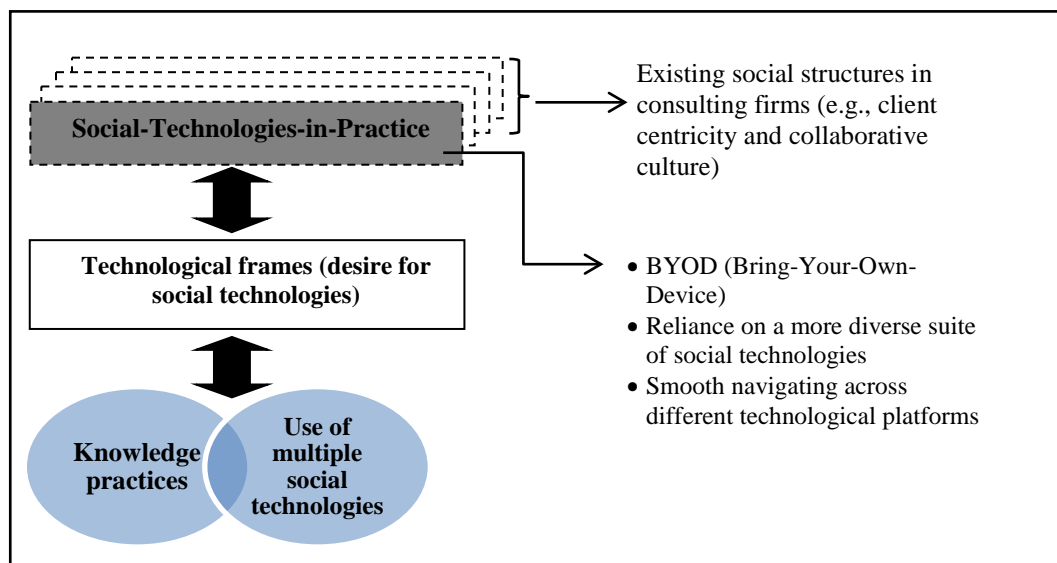 Social-Technologies-in-Practice
Existing social structures in
consulting firms (e.g., client
centricity and collaborative
culture)
Technological frames (desire for
social technologies)
• BYOD (Bring-Your-Own-
Device)
• Reliance on a more diverse suite
of social technologies
• Smooth navigating across
different technological platforms
Knowledge
practices
Use of
multiple
social
technologies